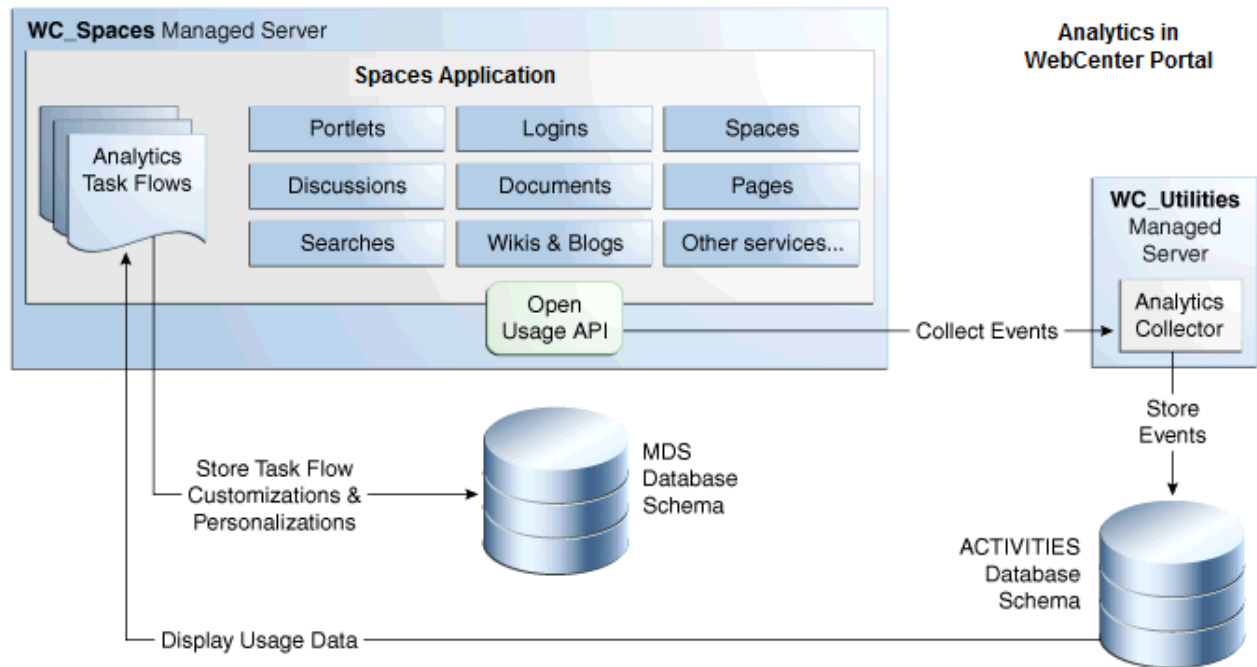 WC_Spaces Managed Server
Analytics in
WebCenter Portal
Spaces Application
Analytics
Task Flows
Portlets
Logins
Spaces
Discussions
Documents
Pages
Searches
Wikis & Blogs
Other services...
Open
Usage API
Collect Events
WC_Utilities
Managed
Server
Analytics
Collector
Store
Events
Store Task Flow
Customizations &
Personalizations
MDS
Database
Schema
ACTIVITIES
Database
Schema
Display Usage Data